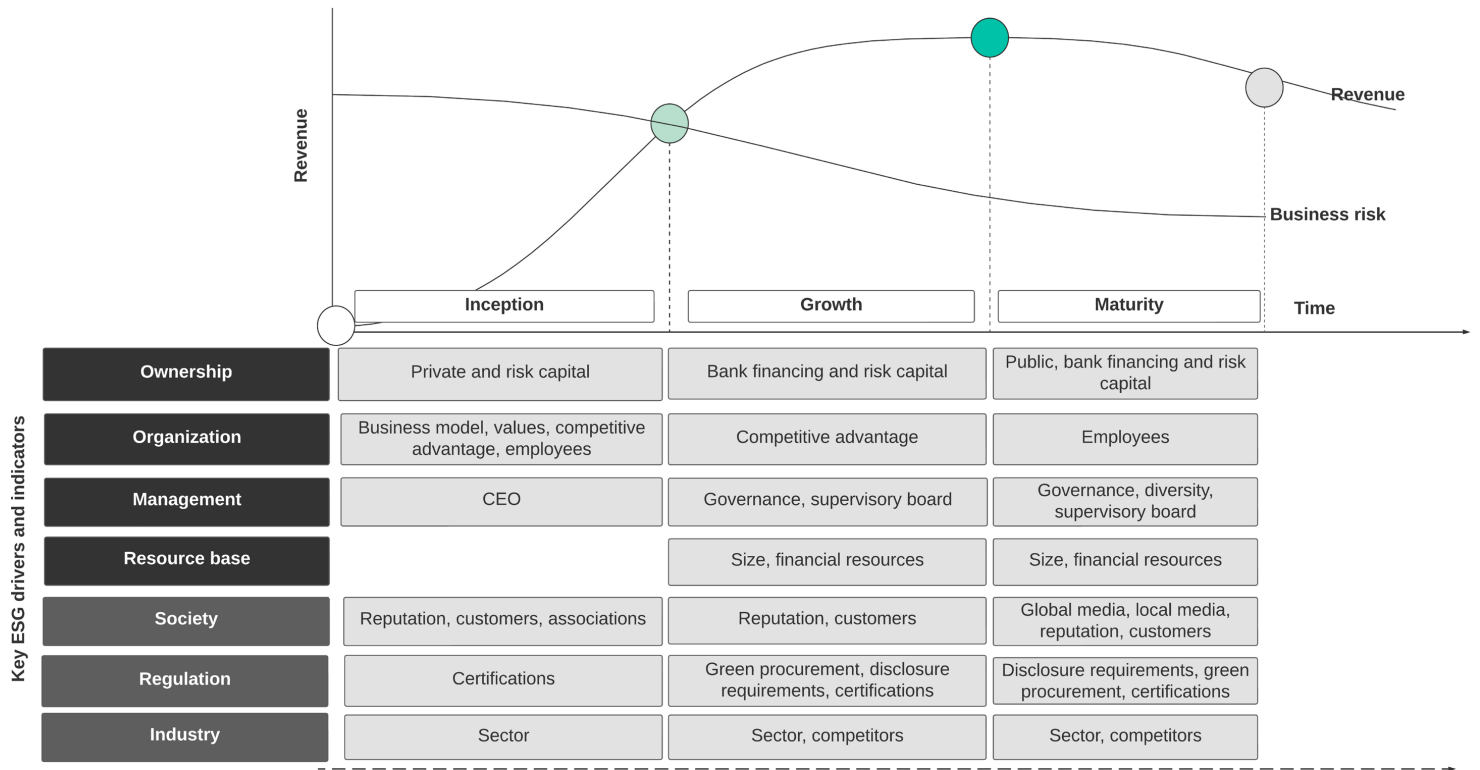 Revenue
Revenue
Business risk
Inception
Growth
Maturity
Time
Key ESG drivers and indicators
Ownership
Private and risk capital
Bank financing and risk capital
Public, bank financing and risk
capital
Organization
Business model, values, competitive
advantage, employees
Competitive advantage
Employees
Management
CEO
Governance, supervisory board
Governance, diversity,
supervisory board
Resource base
Size, financial resources
Size, financial resources
Society
Reputation, customers, associations
Reputation, customers
Global media, local media,
reputation, customers
Regulation
Certifications
Green procurement, disclosure
requirements, certifications
Disclosure requirements, green
procurement, certifications
Industry
Sector
Sector, competitors
Sector, competitors